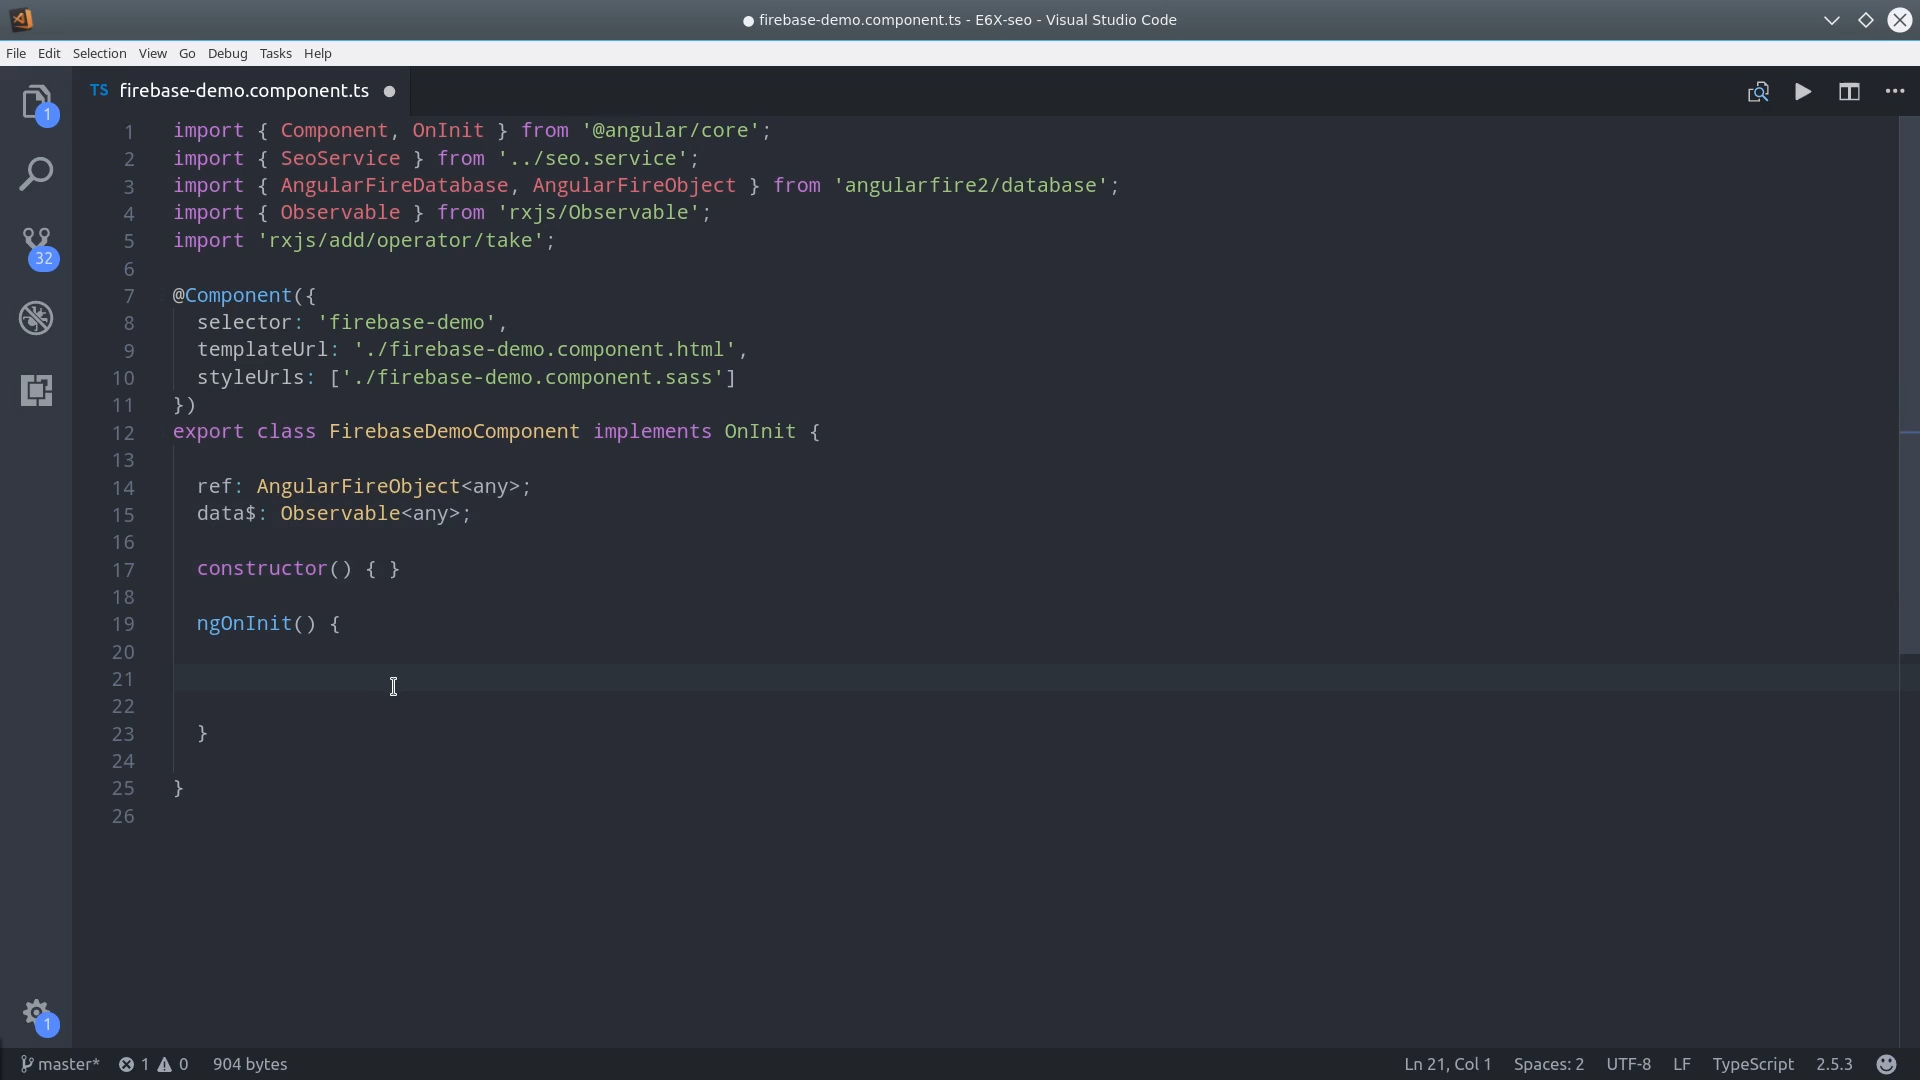 ● firebase-demo.component.ts - E6X-seo - Visual Studio Code
File Edit Selection View Go Debug Tasks Help
TS firebase-demo.component.ts ●
1
32
1
1 import { Component, OnInit } from '@angular/core';
2 import { SeoService } from '../seo.service';
3 import { AngularFireDatabase, AngularFireObject } from 'angularfire2/database';
4 import { Observable } from 'rxjs/Observable';
5 import 'rxjs/add/operator/take';
6
7 @Component({
8 selector: 'firebase-demo',
9 templateUrl: './firebase-demo.component.html',
10 styleUrls: ['./firebase-demo.component.sass']
11 })
12 export class FirebaseDemoComponent implements OnInit {
13
14 ref: AngularFireObject<any>;
15 data$: Observable<any>;
16
17 constructor() { }
18
19 ngOnInit() {
20
21
22
23 }
24
25 }
26
master* 1 0 904 bytes Ln 21, Col 1 Spaces: 2 UTF-8 LF TypeScript 2.5.3